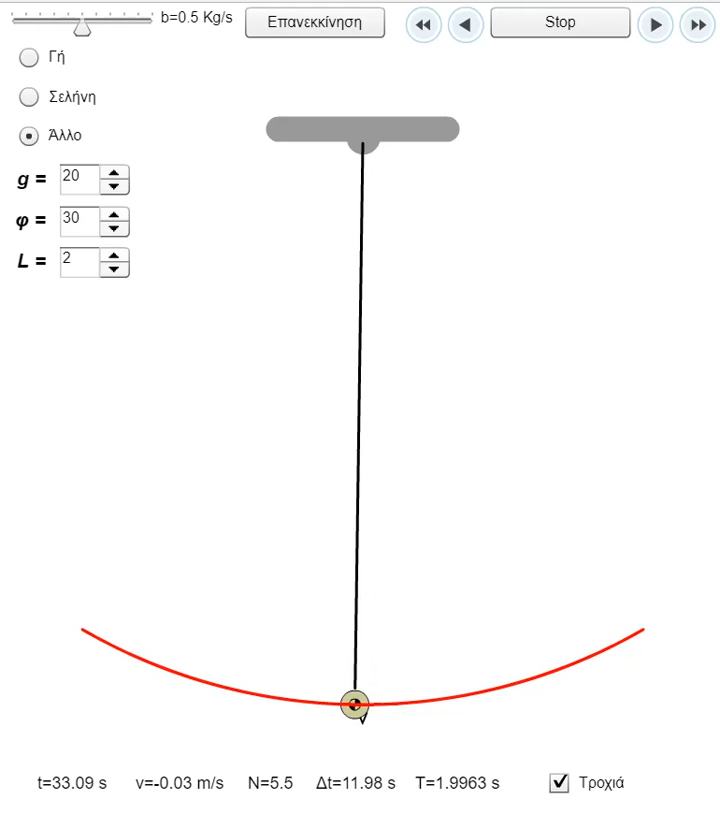 b=0.5 Kg/s Επανεκκίνηση Stop
Γή
Σελήνη
Άλλο
g = 20
φ = 30
L = 2
t=33.09 s v=-0.03 m/s N=5.5 Δt=11.98 s T=1.9963 s Τροχιά